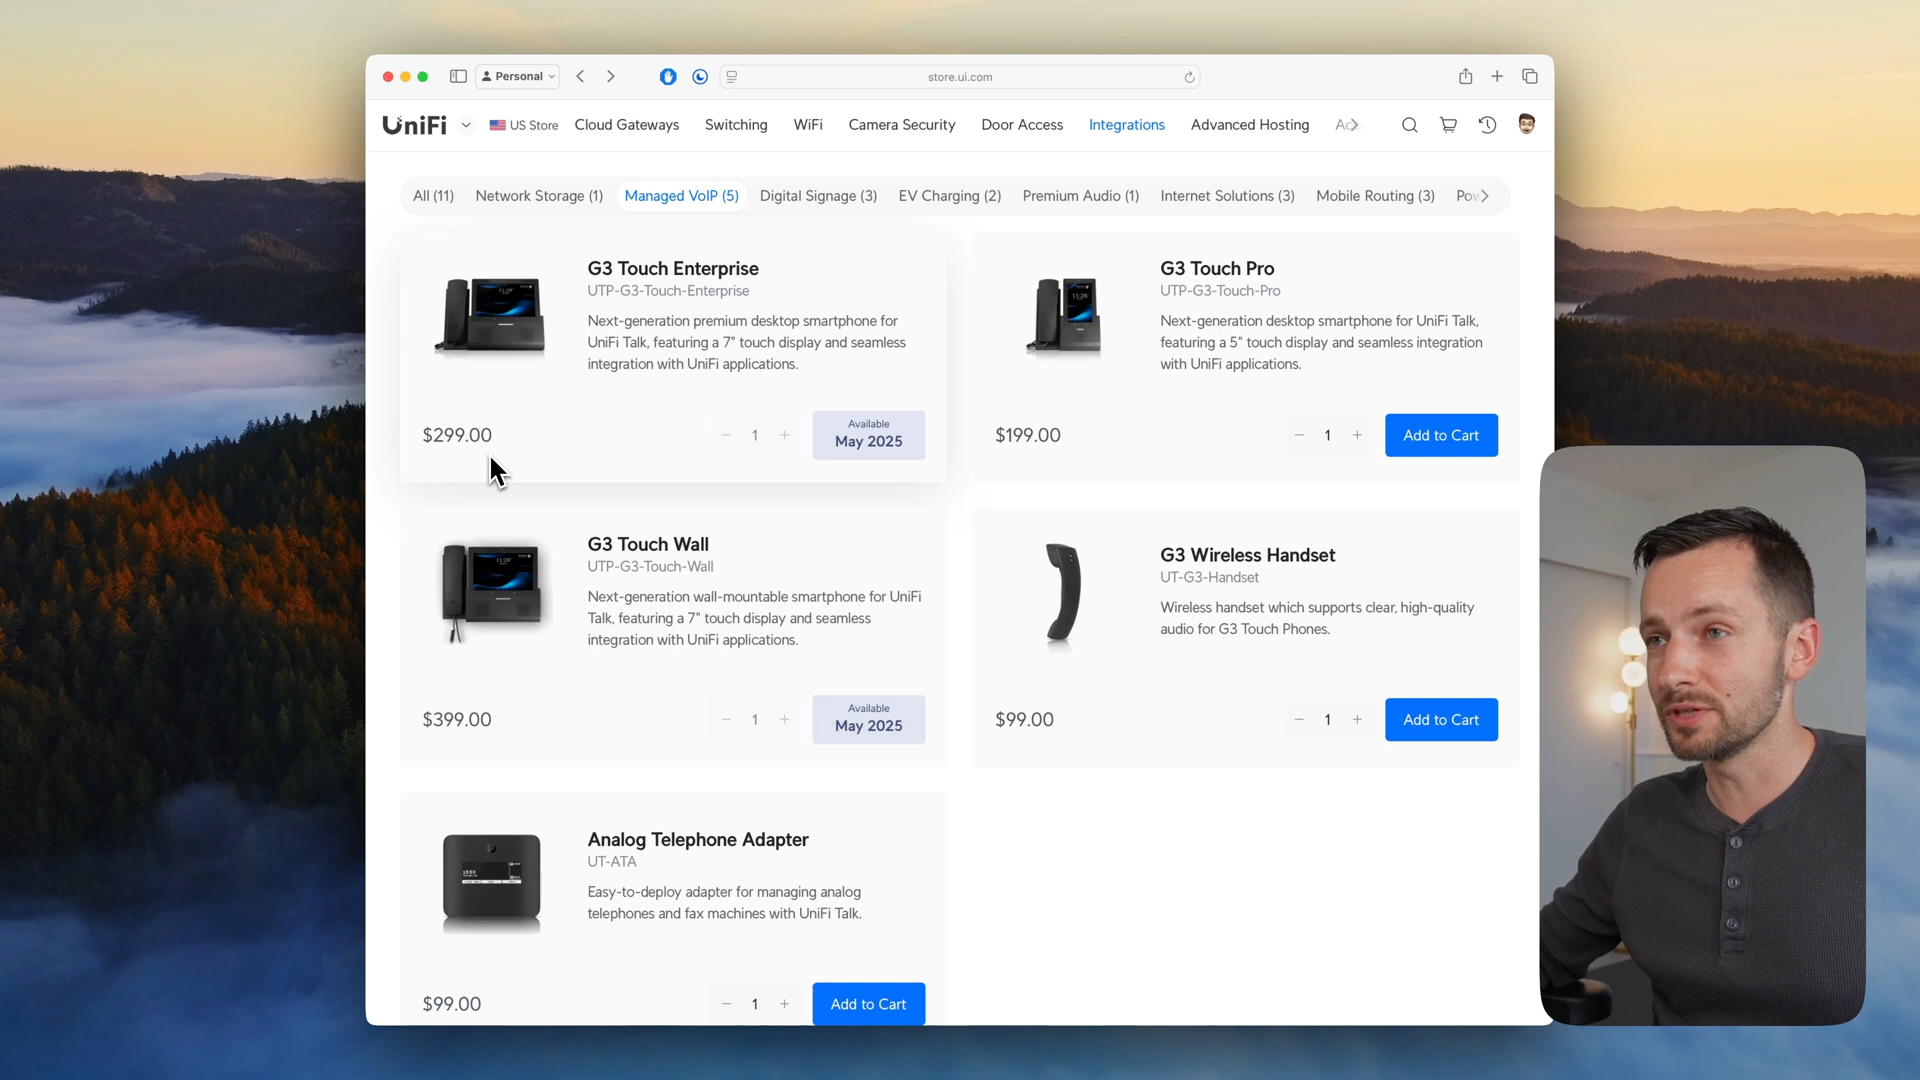 Personal
store.ui.com
UniFi
US Store
Cloud Gateways
Switching
WiFi
Camera Security
Door Access
Integrations
Advanced Hosting
All (11)
Network Storage (1)
Managed VoIP (5)
Digital Signage (3)
EV Charging (2)
Premium Audio (1)
Internet Solutions (3)
Mobile Routing (3)
G3 Touch Enterprise
UTP-G3-Touch-Enterprise
Next-generation premium desktop smartphone for
UniFi Talk, featuring a 7" touch display and seamless
integration with UniFi applications.
$299.00
1
Available
May 2025
G3 Touch Pro
UTP-G3-Touch-Pro
Next-generation desktop smartphone for UniFi Talk,
featuring a 5" touch display and seamless integration
with UniFi applications.
$199.00
1
Add to Cart
G3 Touch Wall
UTP-G3-Touch-Wall
Next-generation wall-mountable smartphone for UniFi
Talk, featuring a 7" touch display and seamless
integration with UniFi applications.
$399.00
1
Available
May 2025
G3 Wireless Handset
UT-G3-Handset
Wireless handset which supports clear, high-quality
audio for G3 Touch Phones.
$99.00
1
Add to Cart
Analog Telephone Adapter
UT-ATA
Easy-to-deploy adapter for managing analog
telephones and fax machines with UniFi Talk.
$99.00
1
Add to Cart